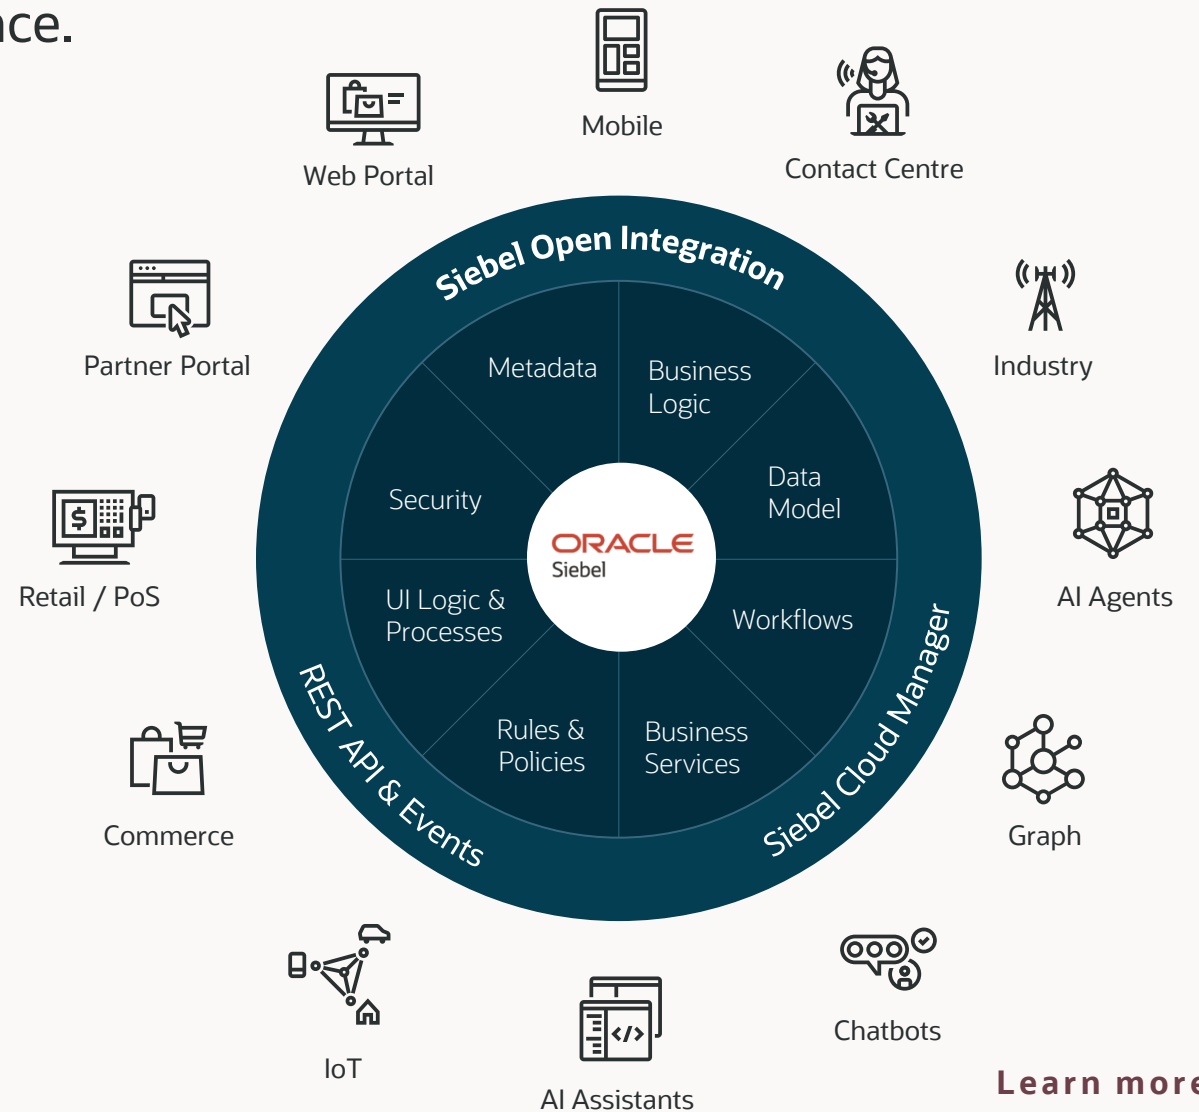 nce.
Mobile
Web Portal
Contact Centre
Siebel Open Integration
Partner Portal
Industry
Metadata
Business
Logic
Security
Data
Model
$
ORACLE
Siebel
Retail / PoS
AI Agents
UI Logic &
Processes
Workflows
REST API & Events
Siebel Cloud Manager
Rules &
Policies
Business
Services
Commerce
Graph
IoT
</>
AI Assistants
Chatbots
Learn more